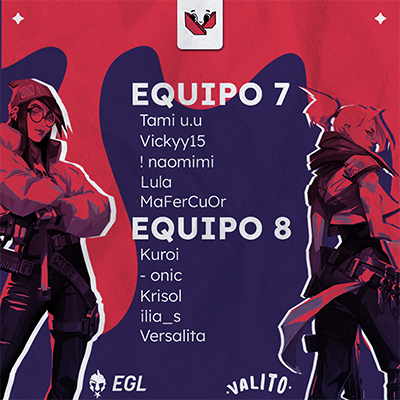 EQUIPO 7
Tami u.u
Vickyy15
! naomimi
Lula
MaFerCuOr
EQUIPO 8
Kuroi
- onic
Krisol
ilia_s
Versalita
EGL
VALITO